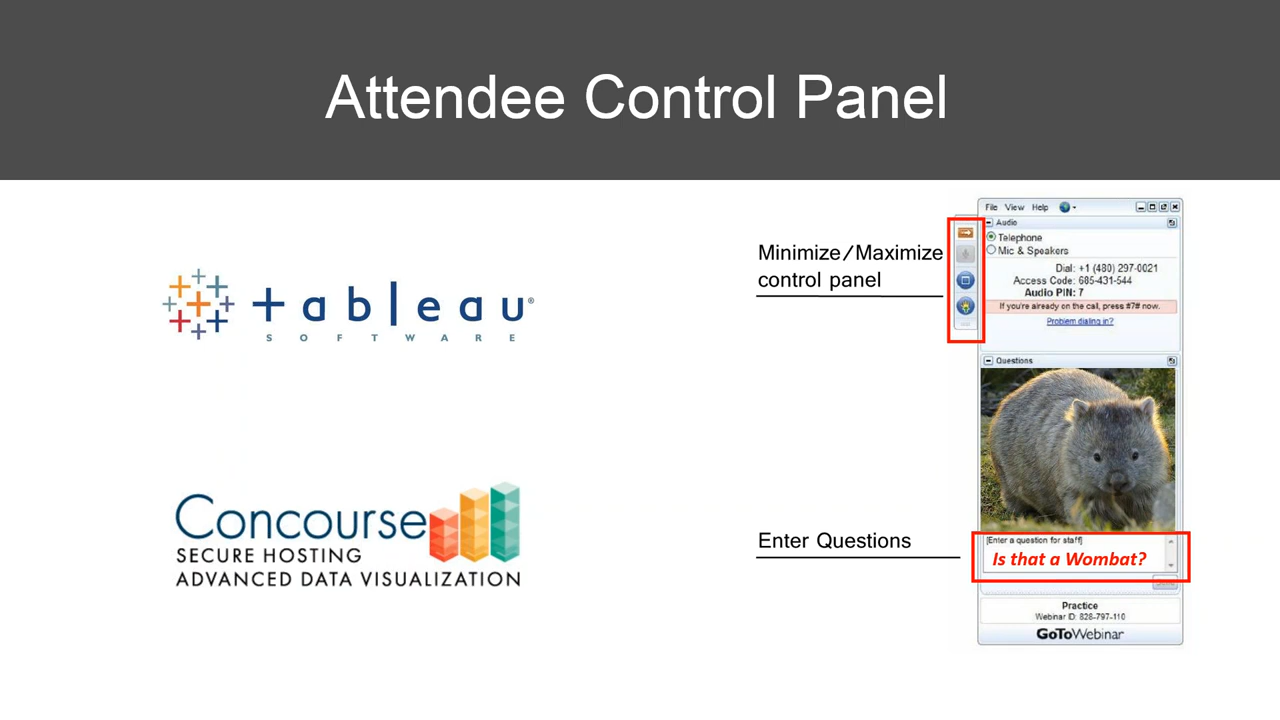 Attendee Control Panel
tableau®
SOFTWARE
Concourse
SECURE HOSTING
ADVANCED DATA VISUALIZATION
Minimize/Maximize
control panel
Enter Questions
File View Help
Audio
Telephone
Mic & Speakers
Dial: +1 (480) 297-0021
Access Code: 685-431-544
Audio PIN: 7
If you're already on the call, press #7# now.
Problem dialing in?
Questions
[Enter a question for staff]
Is that a Wombat?
Practice
Webinar ID: 828-797-110
GoToWebinar